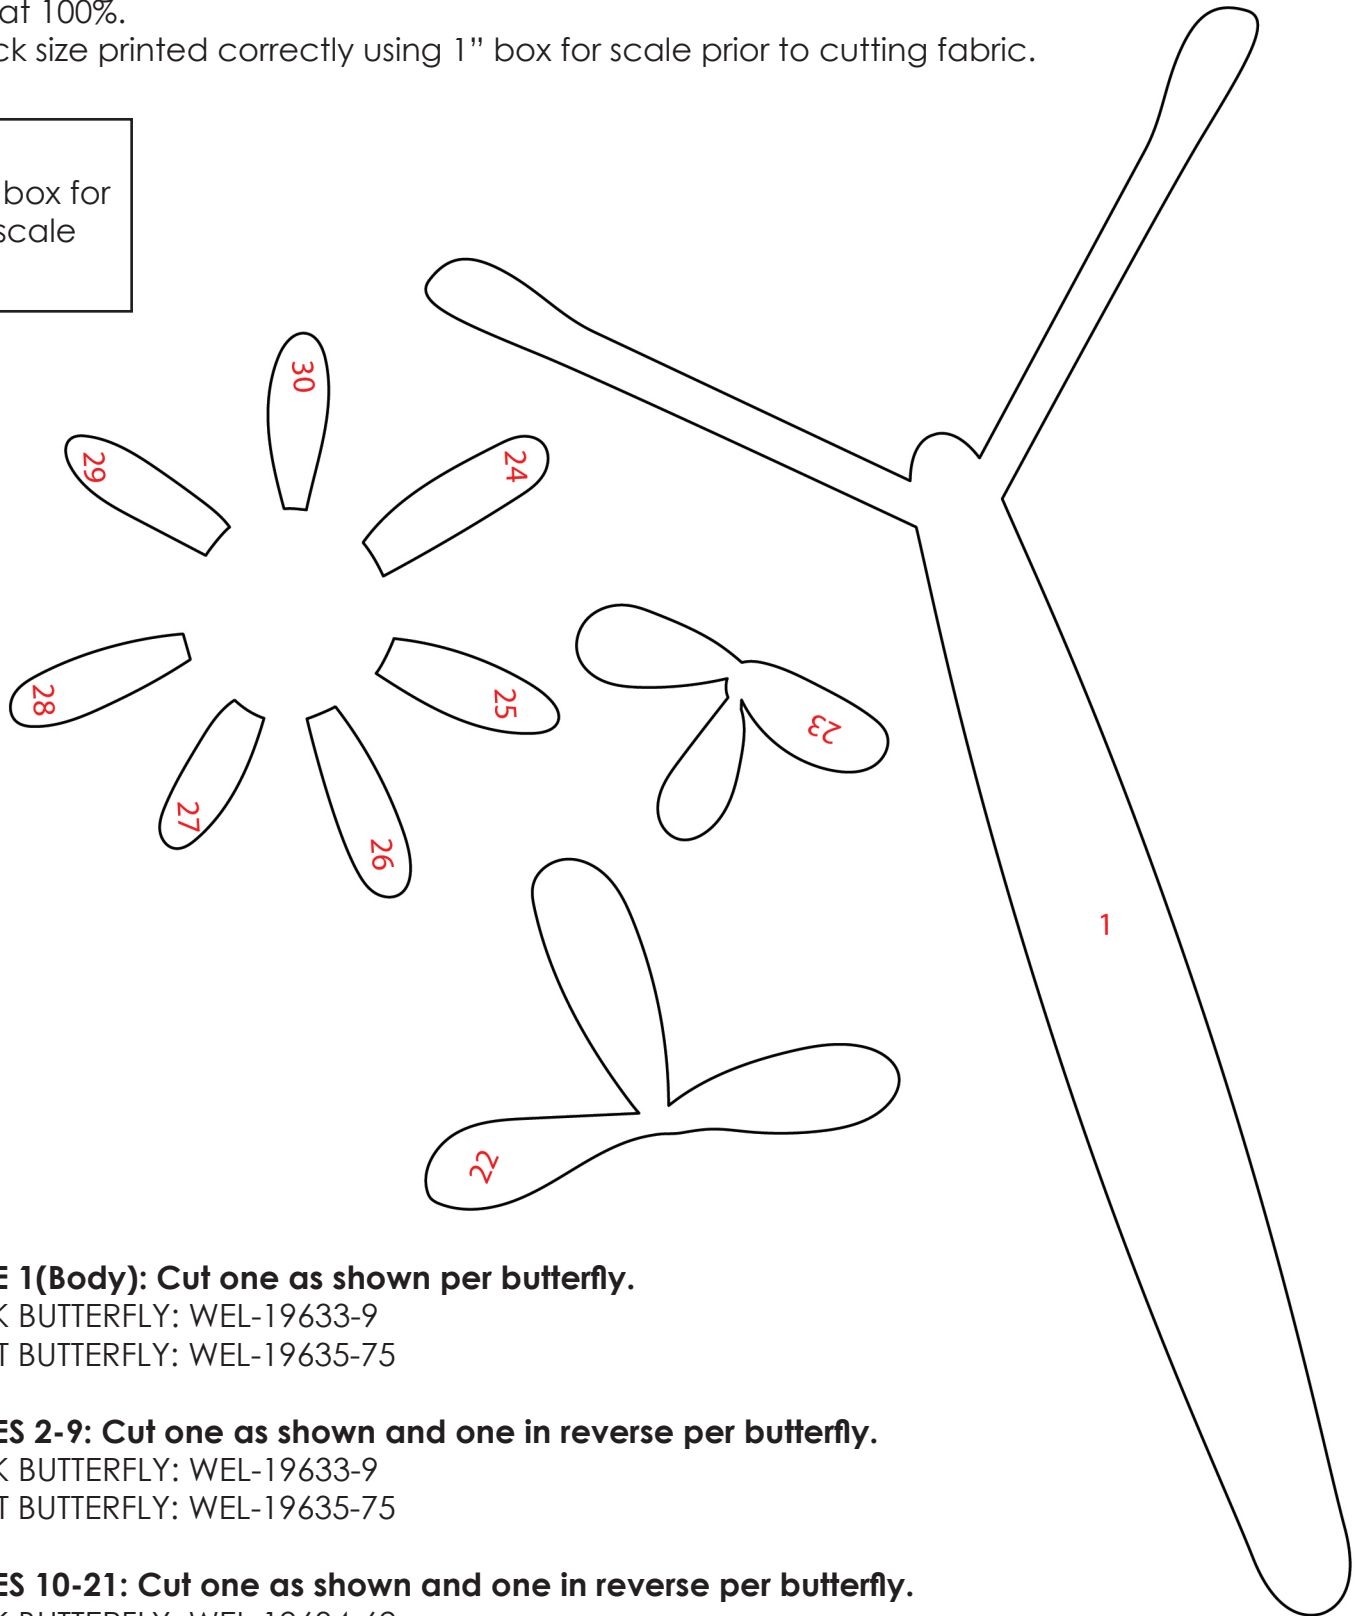 at 100%.
ck size printed correctly using 1” box for scale prior to cutting fabric.
box for
scale
30
29
24
28
25
23
27
26
1
22
E 1(Body): Cut one as shown per butterfly.
K BUTTERFLY: WEL-19633-9
T BUTTERFLY: WEL-19635-75
ES 2-9: Cut one as shown and one in reverse per butterfly.
K BUTTERFLY: WEL-19633-9
T BUTTERFLY: WEL-19635-75
ES 10-21: Cut one as shown and one in reverse per butterfly.
K BUTTERFLY: WEL-19634-